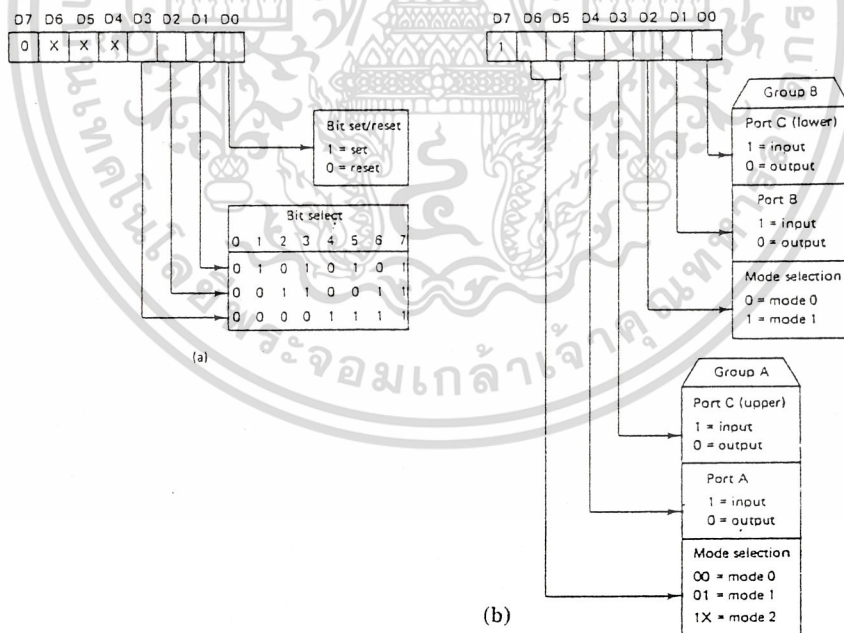 D7 D6 D5 D4 D3 D2 D1 D0
0 X X X
Bit set/reset
1 = set
0 = reset
Bit select
0 1 2 3 4 5 6 7
0 1 0 1 0 1 0 1
0 0 1 1 0 0 1 1
0 0 0 0 1 1 1 1
(a)
D7 D6 D5 D4 D3 D2 D1 D0
1
Group B
Port C (lower)
1 = input
0 = output
Port B
1 = input
0 = output
Mode selection
0 = mode 0
1 = mode 1
Group A
Port C (upper)
1 = input
0 = output
Port A
1 = input
0 = output
Mode selection
00 = mode 0
01 = mode 1
1X = mode 2
(b)